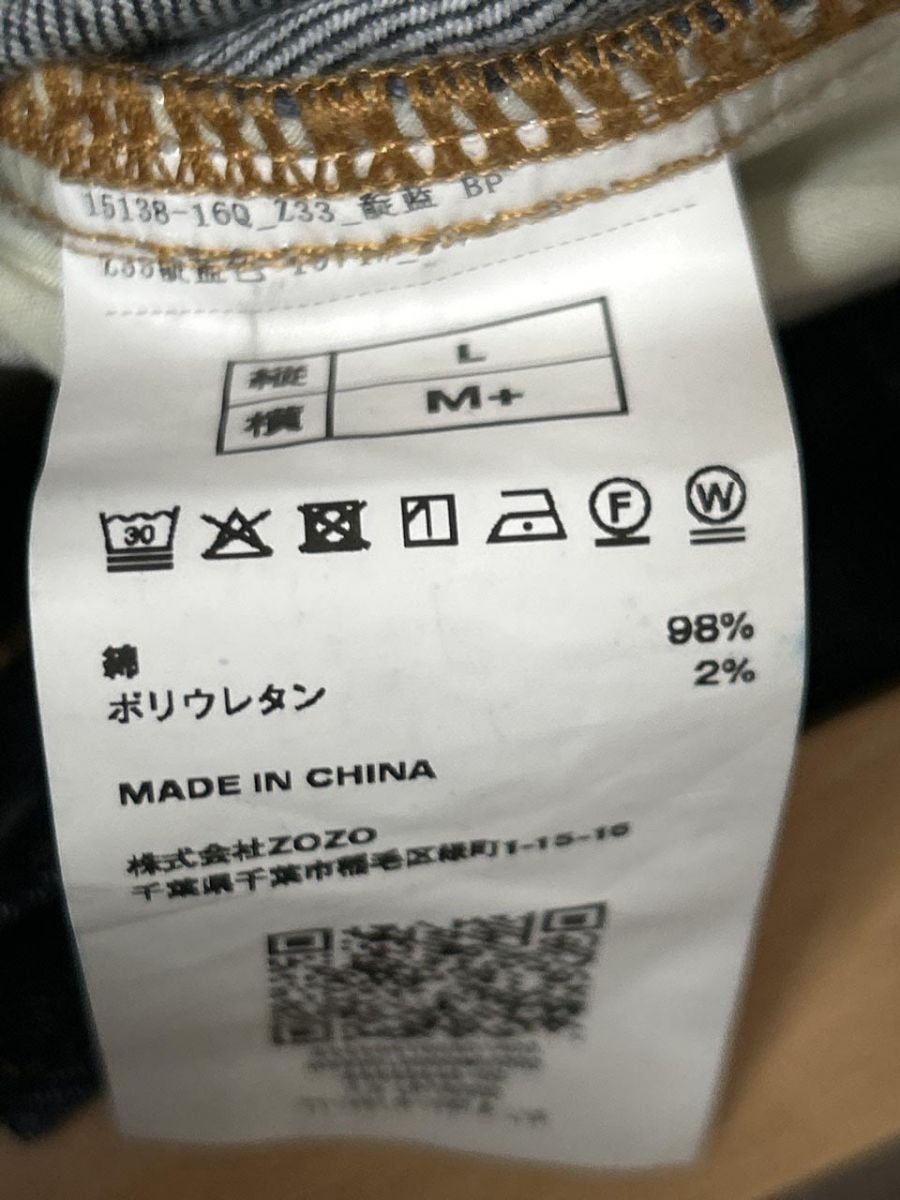 15138-16Q_Z33_靛藍 BP
縦 L
横 M+
30
F
W
綿 98%
ポリウレタン 2%
MADE IN CHINA
株式会社ZOZO
千葉県千葉市稲毛区緑町1-15-16